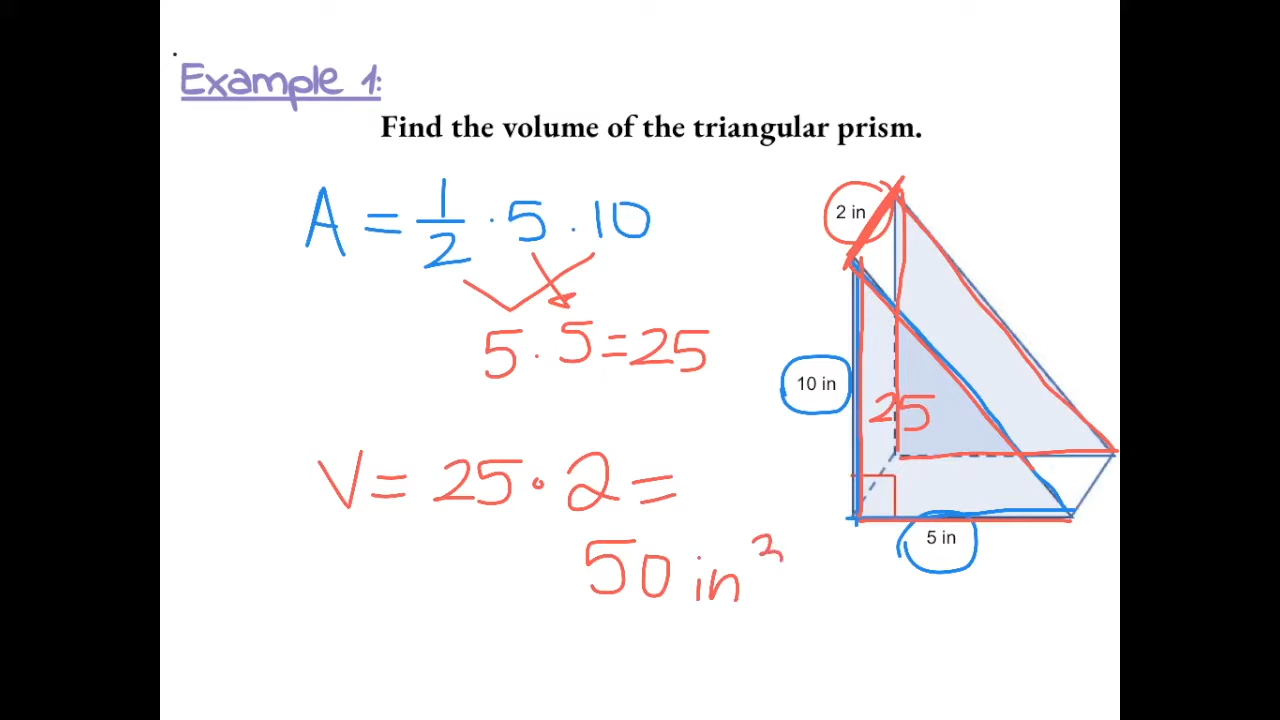 Example 1:
Find the volume of the triangular prism.
A = 1/2 · 5 · 10
5 · 5 = 25
V = 25 · 2 =
50 in³
2 in
10 in
25
5 in